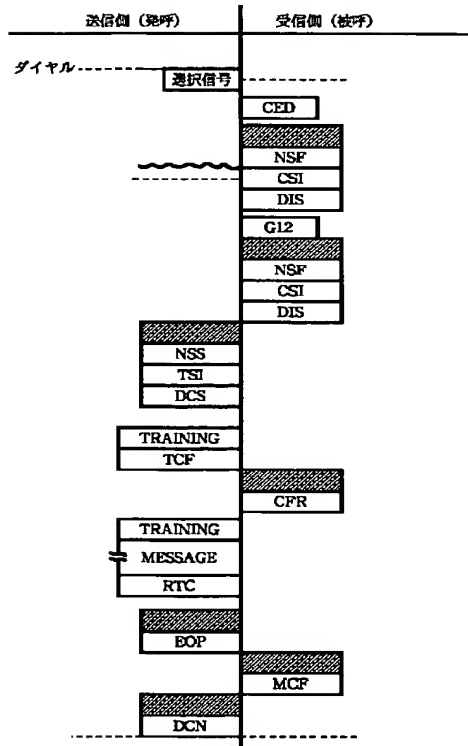 送信側 (発呼) 受信側 (被呼)
ダイヤル
選択信号
CED
NSF
CSI
DIS
G12
NSF
CSI
DIS
NSS
TSI
DCS
TRAINING
TCF
CFR
TRAINING
MESSAGE
RTC
EOP
MCF
DCN